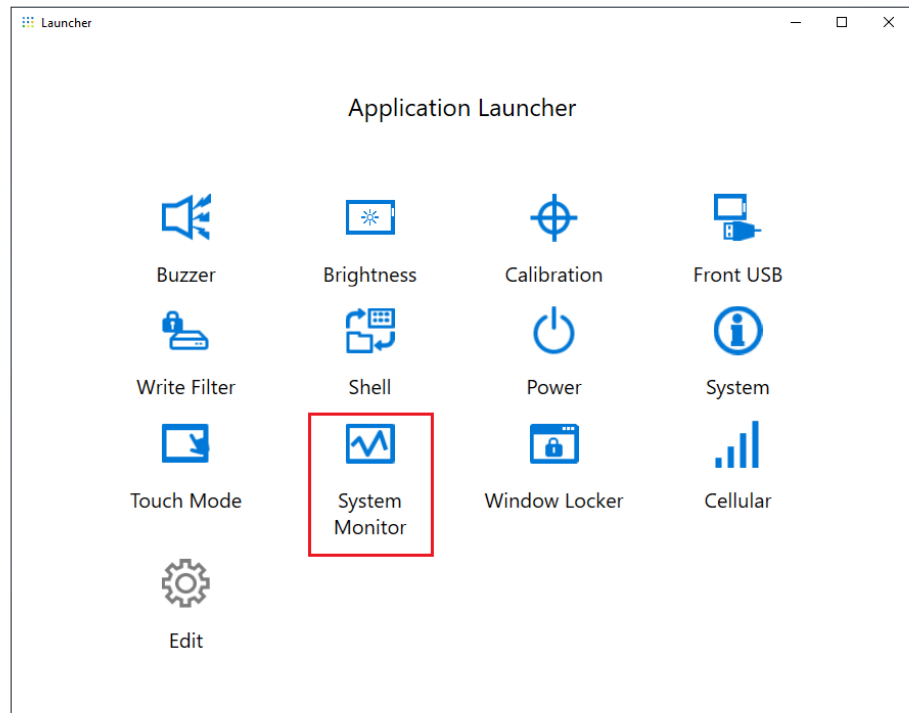 Launcher
Application Launcher
Buzzer Brightness Calibration Front USB
Write Filter Shell Power System
Touch Mode System Monitor Window Locker Cellular
Edit